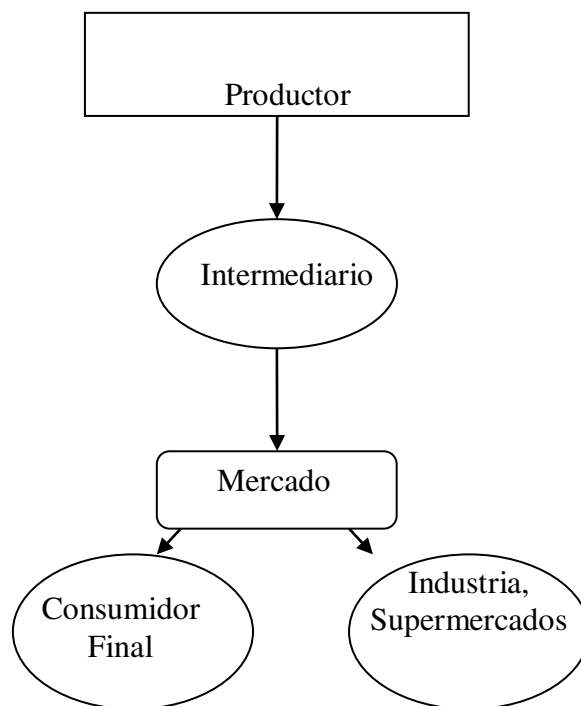 Productor
Intermediario
Mercado
Consumidor
Final
Industria,
Supermercados